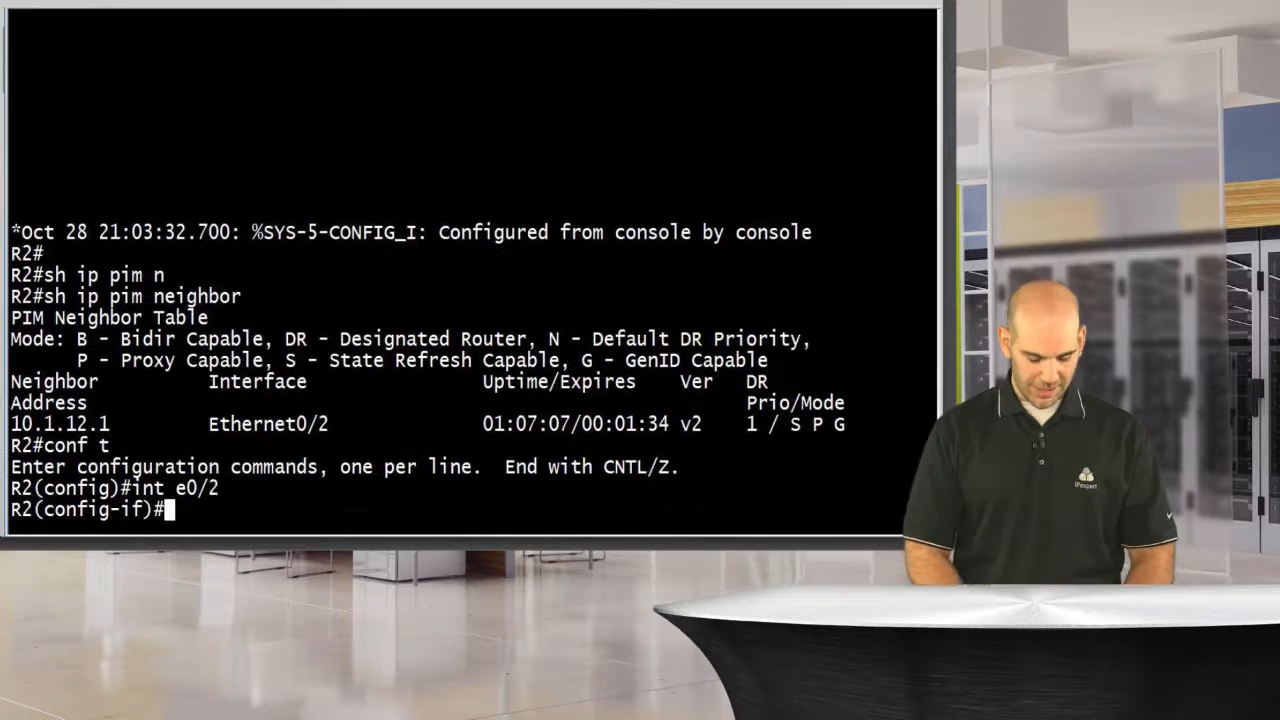 *Oct 28 21:03:32.700: %SYS-5-CONFIG_I: Configured from console by console
R2#
R2#sh ip pim n
R2#sh ip pim neighbor
PIM Neighbor Table
Mode: B - Bidir Capable, DR - Designated Router, N - Default DR Priority,
      P - Proxy Capable, S - State Refresh Capable, G - GenID Capable
Neighbor          Interface                Uptime/Expires    Ver   DR
Address                                                            Prio/Mode
10.1.12.1         Ethernet0/2              01:07:07/00:01:34 v2    1 / S P G
R2#conf t
Enter configuration commands, one per line.  End with CNTL/Z.
R2(config)#int e0/2
R2(config-if)#
IPexpert